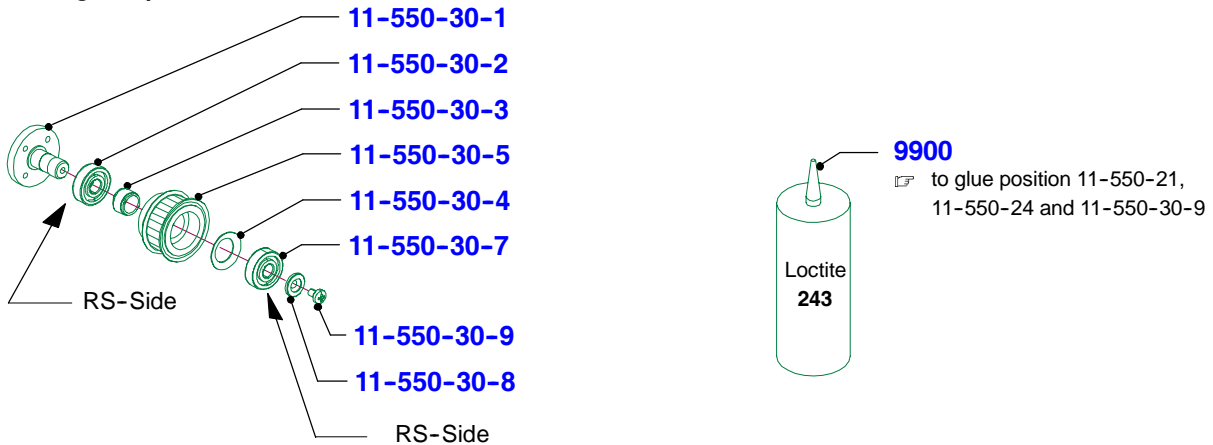 11-550-30-1
11-550-30-2
11-550-30-3
11-550-30-5
11-550-30-4
11-550-30-7
RS-Side
11-550-30-9
11-550-30-8
RS-Side
9900
☞ to glue position 11-550-21,
11-550-24 and 11-550-30-9
Loctite
243